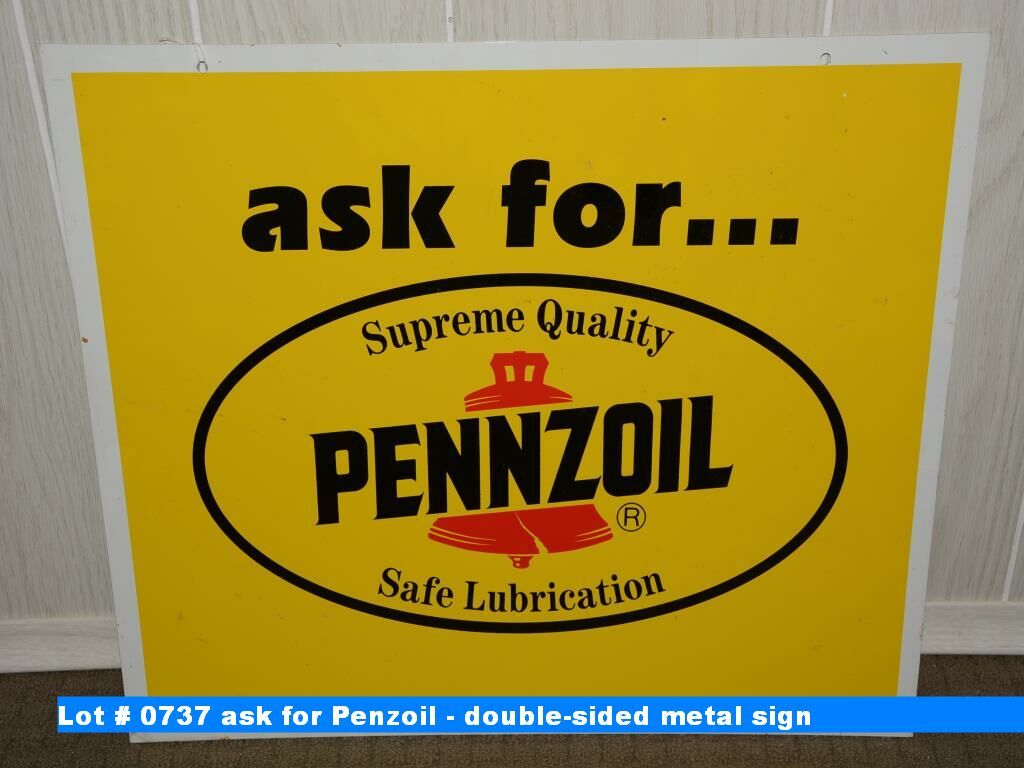 ask for...
Supreme Quality
PENNZOIL
®
Safe Lubrication
Lot # 0737 ask for Penzoil - double-sided metal sign